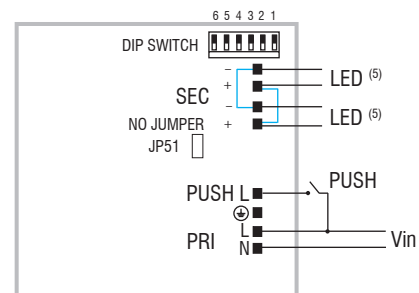 6 5 4 3 2 1
DIP SWITCH
− LED (5)
+
SEC
− LED (5)
NO JUMPER +
JP51
PUSH L PUSH
L
PRI Vin
N